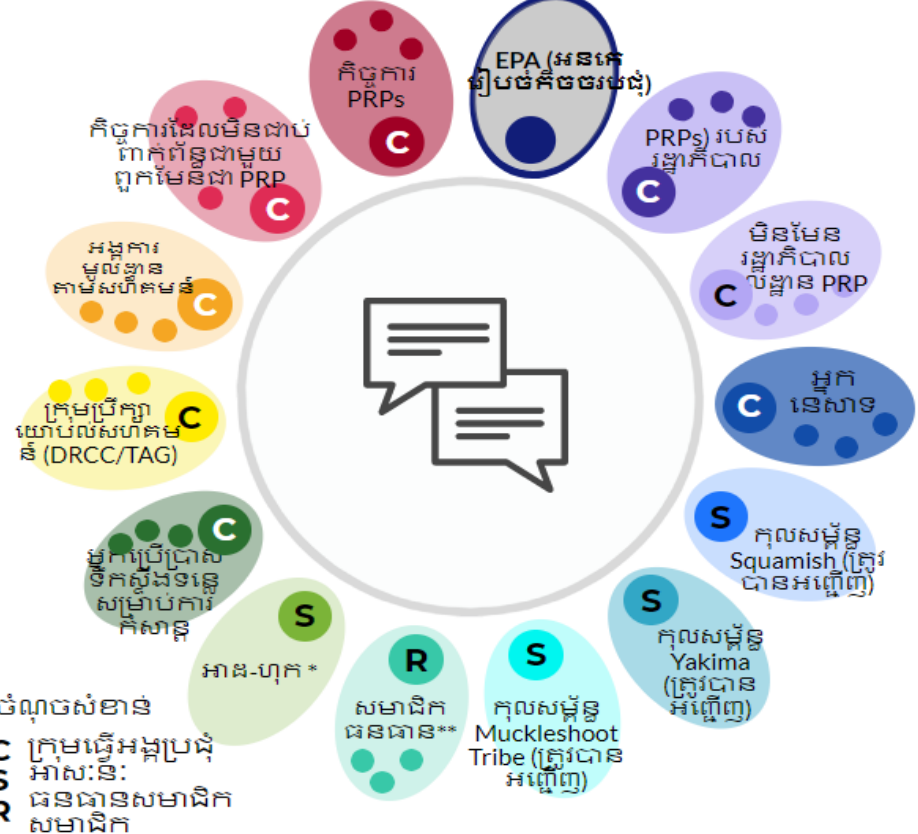 កិច្ចការ
PRPs
C
EPA (អនកេ
រៀបចំកិចចរបជុំ)
PRPs) របស់
រដ្ឋាភិបាល
C
មិនមែន
រដ្ឋាភិបាល
លដ្ឋាន PRP
C
អ្នក
នេសាទ
C
S
កុលសម្ព័ន្ធ
Squamish (ត្រូវ
បានអញ្ជើញ)
S
កុលសម្ព័ន្ធ
Yakima
(ត្រូវបាន
អញ្ជើញ)
S
កុលសម្ព័ន្ធ
Muckleshoot
Tribe (ត្រូវបាន
អញ្ជើញ)
R
សមាជិក
ធនធាន**
S
អាដ-ហុក *
C
អ្នកប្រើប្រាស់
ទឹកស្ទឹងទន្លេ
សម្រាប់ការ
កំសាន្ត
ក្រុមប្រឹក្សា
យោបល់សហគម
ន៍ (DRCC/TAG)
C
អង្គការ
មូលដ្ឋាន
តាមសហគមន៍
C
កិច្ចការដែលមិនជាប់
ពាក់ព័ន្ធជាមួយ
ពួកមែនជា PRP
C
ចំណុចសំខាន់
C ក្រុមធ្វើអង្គប្រជុំ
S អាសៈនៈ
R ធនធានសមាជិក
សមាជិក